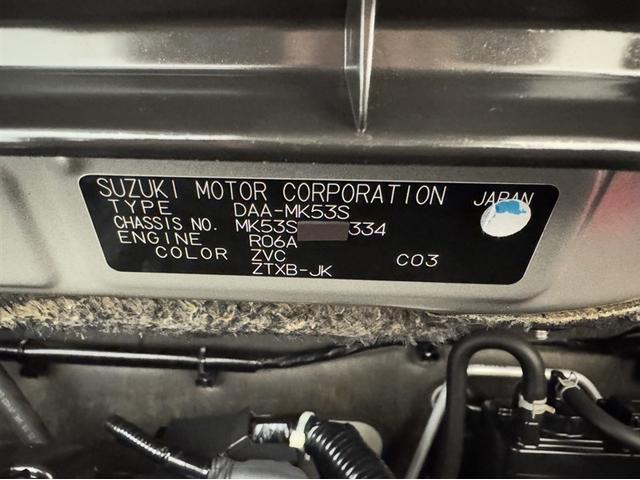 SUZUKI MOTOR CORPORATION JAPAN
TYPE DAA-MK53S
CHASSIS NO. MK53S 334
ENGINE R06A
COLOR ZVC C03
ZTXB-JK